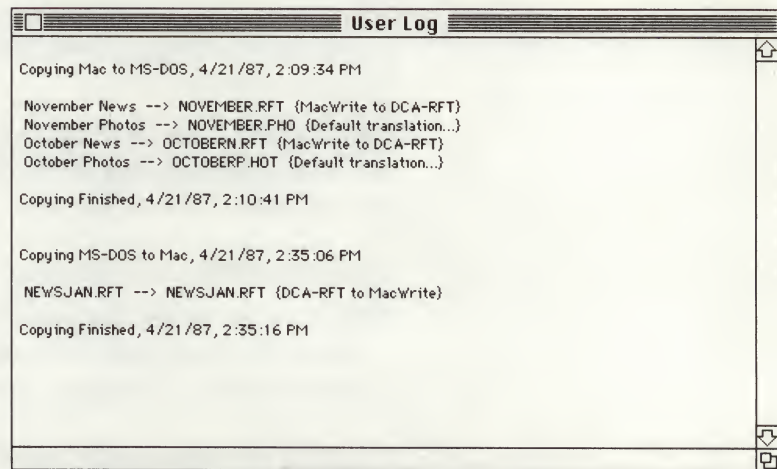 User Log
Copying Mac to MS-DOS, 4/21/87, 2:09:34 PM
November News --> NOVEMBER.RFT {MacWrite to DCA-RFT}
November Photos --> NOVEMBER.PHO {Default translation...}
October News --> OCTOBERN.RFT {MacWrite to DCA-RFT}
October Photos --> OCTOBERP.HOT {Default translation...}
Copying Finished, 4/21/87, 2:10:41 PM
Copying MS-DOS to Mac, 4/21/87, 2:35:06 PM
NEWSJAN.RFT --> NEWSJAN.RFT {DCA-RFT to MacWrite}
Copying Finished, 4/21/87, 2:35:16 PM